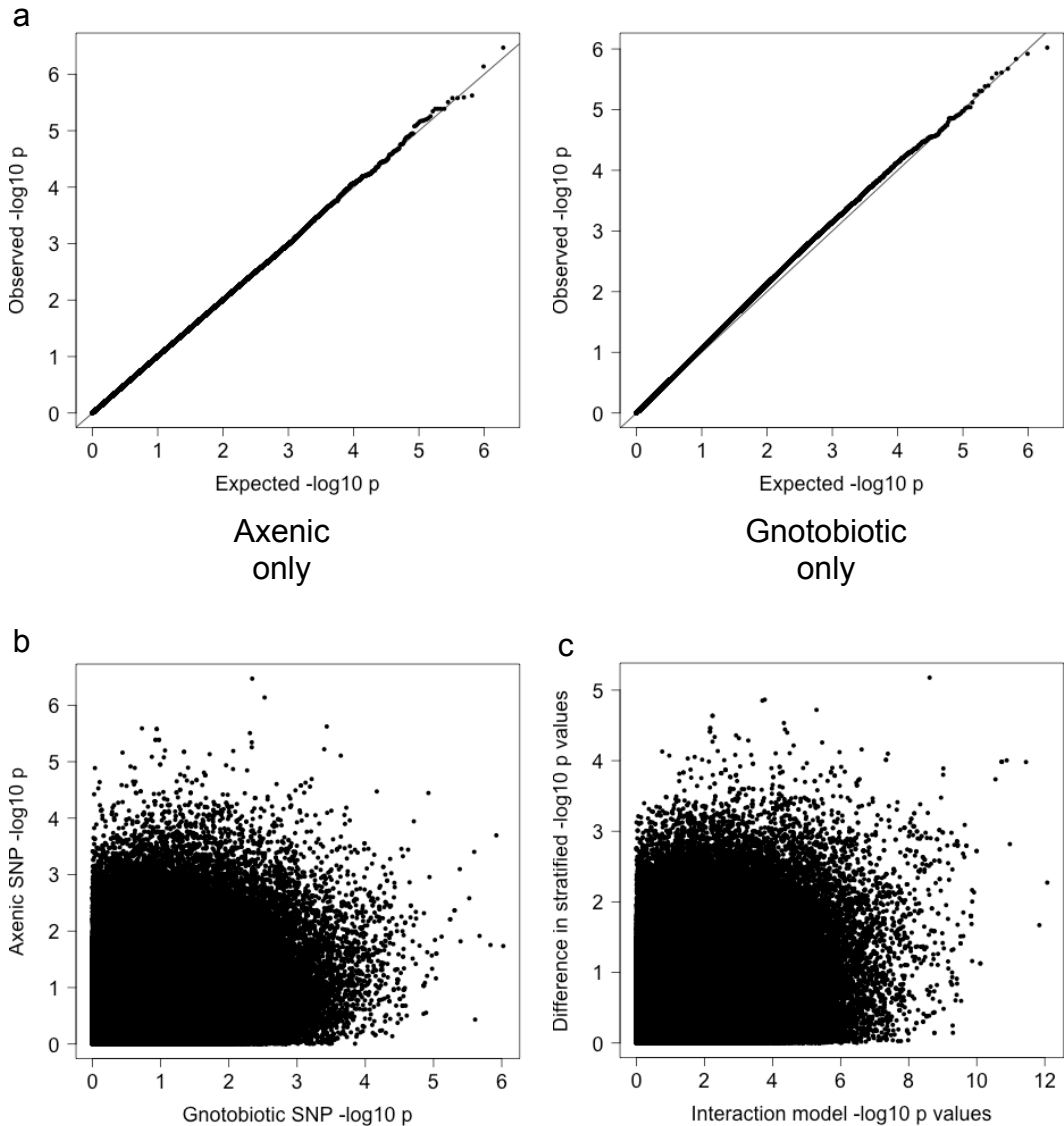 a
6
5
4
3
2
1
0
Observed -log10 p
0 1 2 3 4 5 6
Expected -log10 p
Axenic
only
6
5
4
3
2
1
0
Observed -log10 p
0 1 2 3 4 5 6
Expected -log10 p
Gnotobiotic
only
b
6
5
4
3
2
1
0
Axenic SNP -log10 p
0 1 2 3 4 5 6
Gnotobiotic SNP -log10 p
c
5
4
3
2
1
0
Difference in stratified -log10 p values
0 2 4 6 8 10 12
Interaction model -log10 p values